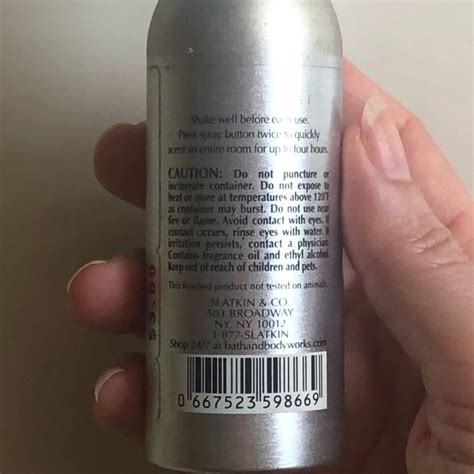 Shake well before each use.
Press spray button twice to quickly
scent an entire room for up to four hours.
CAUTION: Do not puncture or
incinerate container. Do not expose to
heat or store at temperatures above 120°F
as container may burst. Do not use near
fire or flame. Avoid contact with eyes. If
contact occurs, rinse eyes with water. If
irritation persists, contact a physician.
Contains fragrance oil and ethyl alcohol.
Keep out of reach of children and pets.
This finished product not tested on animals.
SLATKIN & CO.
503 BROADWAY
NY, NY 10012
1-877-SLATKIN
Shop 24/7 at bathandbodyworks.com
0 667523 598669